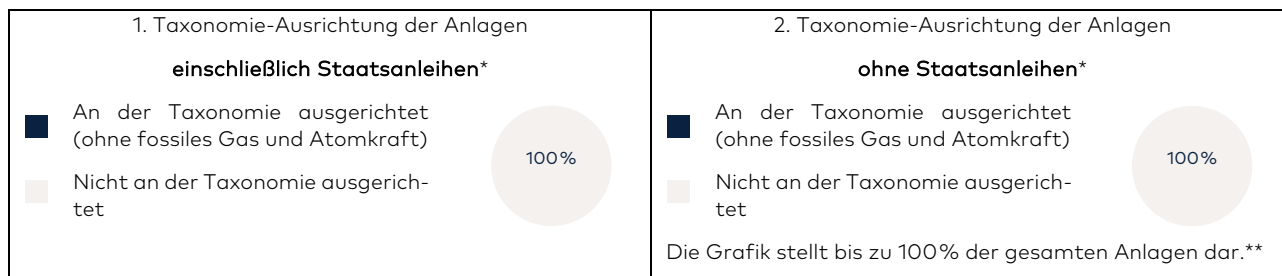 1. Taxonomie-Ausrichtung der Anlagen
einschließlich Staatsanleihen*
An der Taxonomie ausgerichtet
(ohne fossiles Gas und Atomkraft)
100%
Nicht an der Taxonomie ausgerich-
tet
2. Taxonomie-Ausrichtung der Anlagen
ohne Staatsanleihen*
An der Taxonomie ausgerichtet
(ohne fossiles Gas und Atomkraft)
100%
Nicht an der Taxonomie ausgerich-
tet
Die Grafik stellt bis zu 100% der gesamten Anlagen dar.**